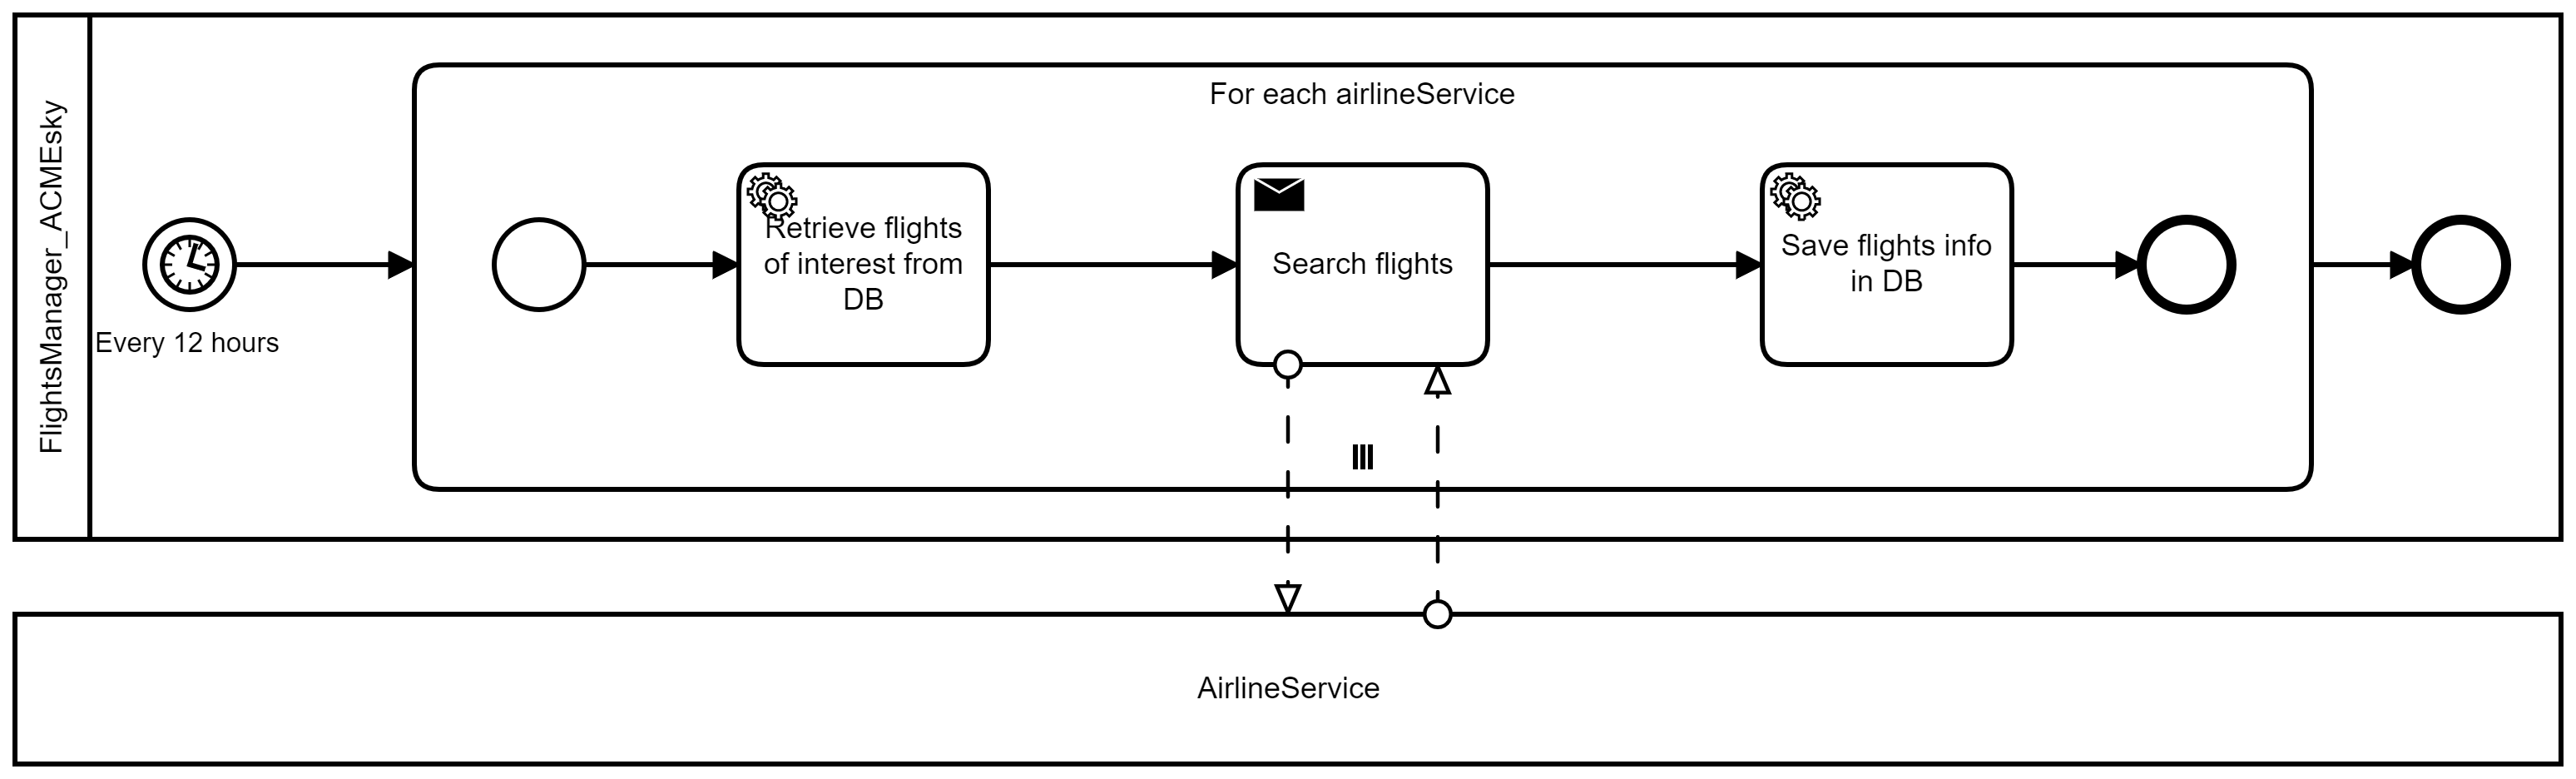 FlightsManager_ACMEsky
Every 12 hours
For each airlineService
Retrieve flights
of interest from
DB
Search flights
Save flights info
in DB
AirlineService